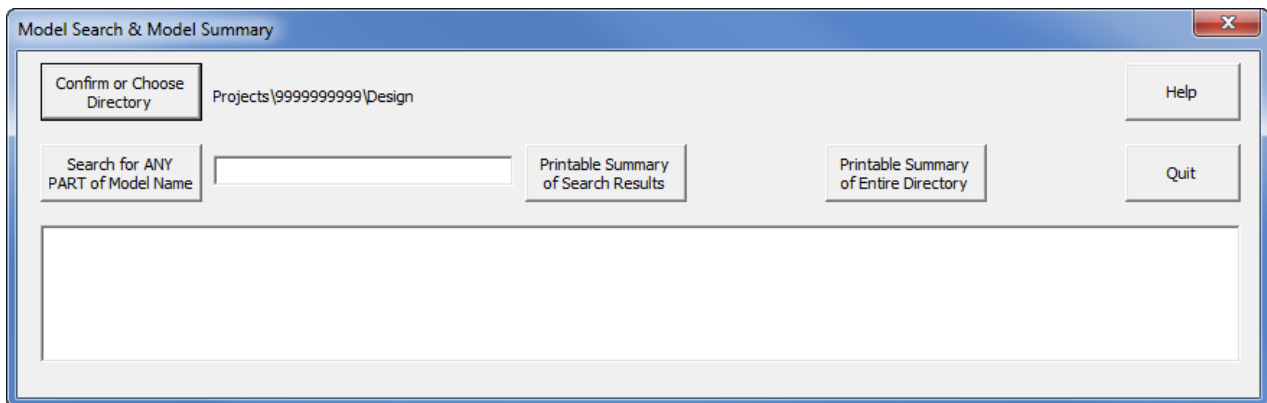 Model Search & Model Summary
Confirm or Choose
Directory
Projects\9999999999\Design
Help
Search for ANY
PART of Model Name
Printable Summary
of Search Results
Printable Summary
of Entire Directory
Quit